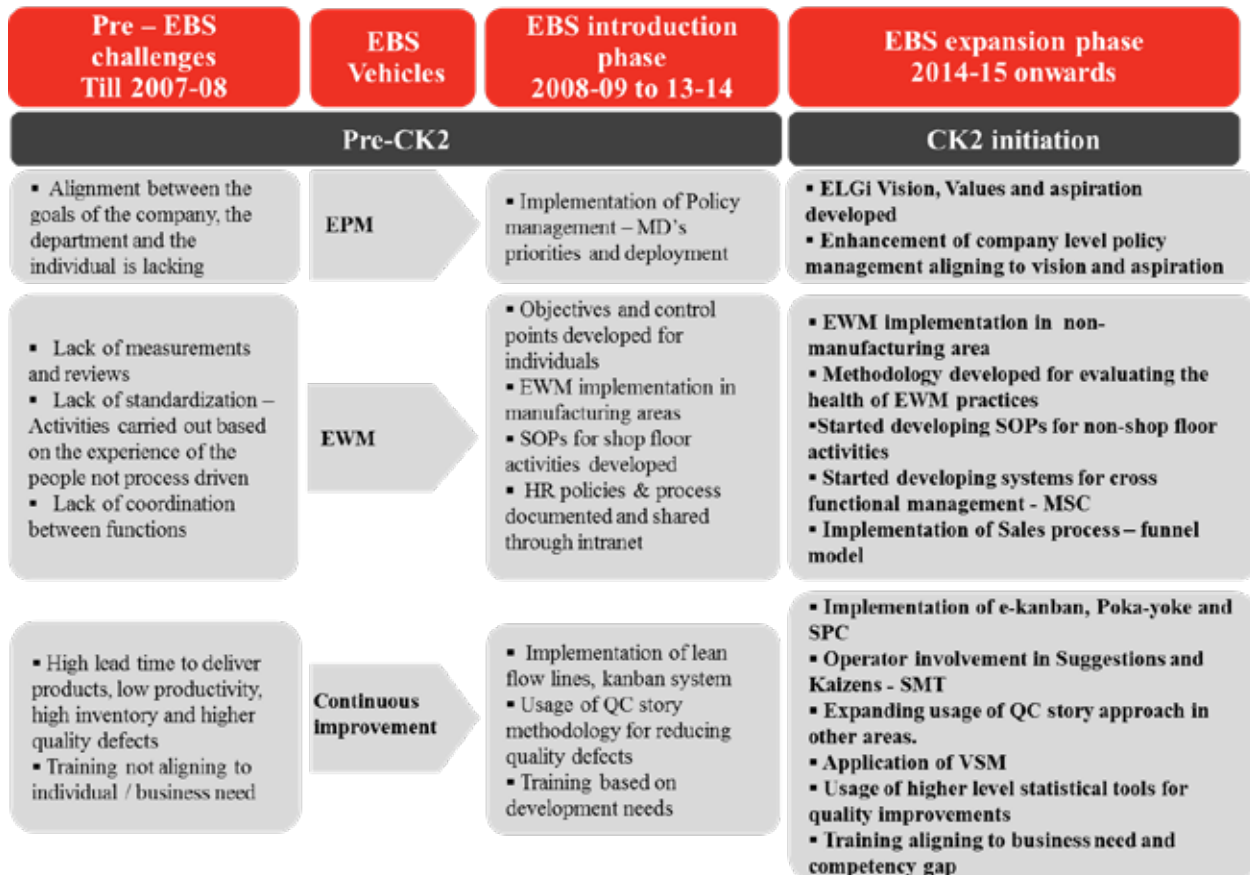 Pre – EBS
challenges
Till 2007-08
EBS
Vehicles
EBS introduction
phase
2008-09 to 13-14
EBS expansion phase
2014-15 onwards
Pre-CK2
CK2 initiation
▪ Alignment between the
goals of the company, the
department and the
individual is lacking
EPM
▪ Implementation of Policy
management – MD's
priorities and deployment
▪ ELGi Vision, Values and aspiration
developed
▪ Enhancement of company level policy
management aligning to vision and aspiration
▪ Lack of measurements
and reviews
▪ Lack of standardization –
Activities carried out based
on the experience of the
people not process driven
▪ Lack of coordination
between functions
EWM
▪ Objectives and control
points developed for
individuals
▪ EWM implementation in
manufacturing areas
▪ SOPs for shop floor
activities developed
▪ HR policies & process
documented and shared
through intranet
▪ EWM implementation in non-
manufacturing area
▪ Methodology developed for evaluating the
health of EWM practices
▪Started developing SOPs for non-shop floor
activities
▪ Started developing systems for cross
functional management - MSC
▪ Implementation of Sales process – funnel
model
▪ High lead time to deliver
products, low productivity,
high inventory and higher
quality defects
▪ Training not aligning to
individual / business need
Continuous
improvement
▪ Implementation of lean
flow lines, kanban system
▪ Usage of QC story
methodology for reducing
quality defects
▪ Training based on
development needs
▪ Implementation of e-kanban, Poka-yoke and
SPC
▪ Operator involvement in Suggestions and
Kaizens - SMT
▪ Expanding usage of QC story approach in
other areas.
▪ Application of VSM
▪ Usage of higher level statistical tools for
quality improvements
▪ Training aligning to business need and
competency gap